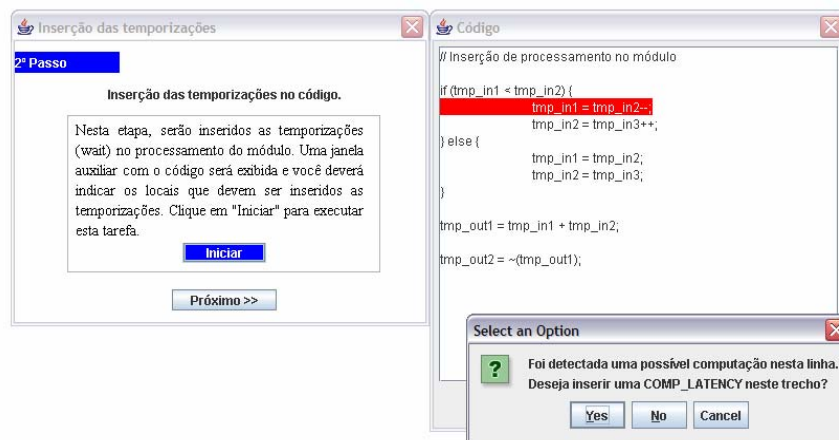 Inserção das temporizações
2º Passo
Inserção das temporizações no código.
Nesta etapa, serão inseridos as temporizações
(wait) no processamento do módulo. Uma janela
auxiliar com o código será exibida e você deverá
indicar os locais que devem ser inseridos as
temporizações. Clique em "Iniciar" para executar
esta tarefa.
Iniciar
Próximo >>
Código
// Inserção de processamento no módulo
if (tmp_in1 < tmp_in2) {
tmp_in1 = tmp_in2--;
tmp_in2 = tmp_in3++;
} else {
tmp_in1 = tmp_in2;
tmp_in2 = tmp_in3;
}
tmp_out1 = tmp_in1 + tmp_in2;
tmp_out2 = ~(tmp_out1);
Select an Option
Foi detectada uma possível computação nesta linha.
Deseja inserir uma COMP_LATENCY neste trecho?
Yes No Cancel